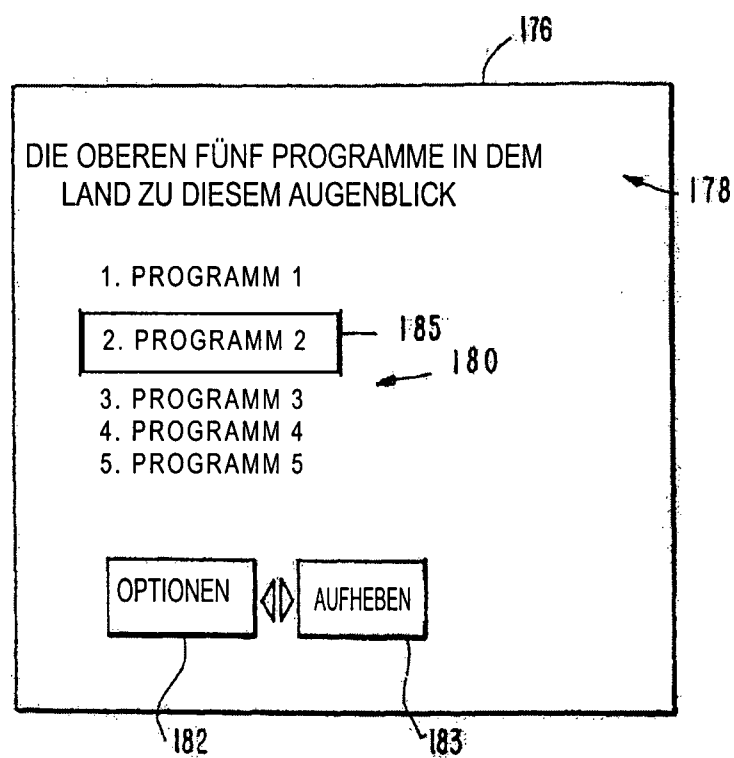 176
DIE OBEREN FÜNF PROGRAMME IN DEM
LAND ZU DIESEM AUGENBLICK
178
1. PROGRAMM 1
2. PROGRAMM 2
185
180
3. PROGRAMM 3
4. PROGRAMM 4
5. PROGRAMM 5
OPTIONEN
AUFHEBEN
182
183